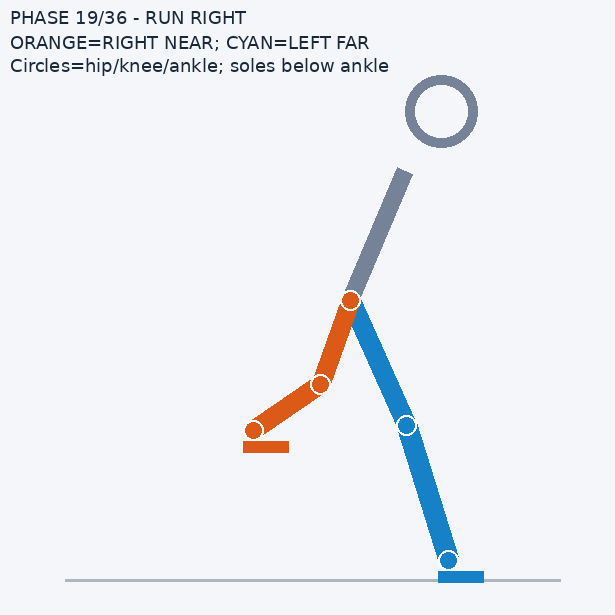 PHASE 19/36 - RUN RIGHT
ORANGE=RIGHT NEAR; CYAN=LEFT FAR
Circles=hip/knee/ankle; soles below ankle